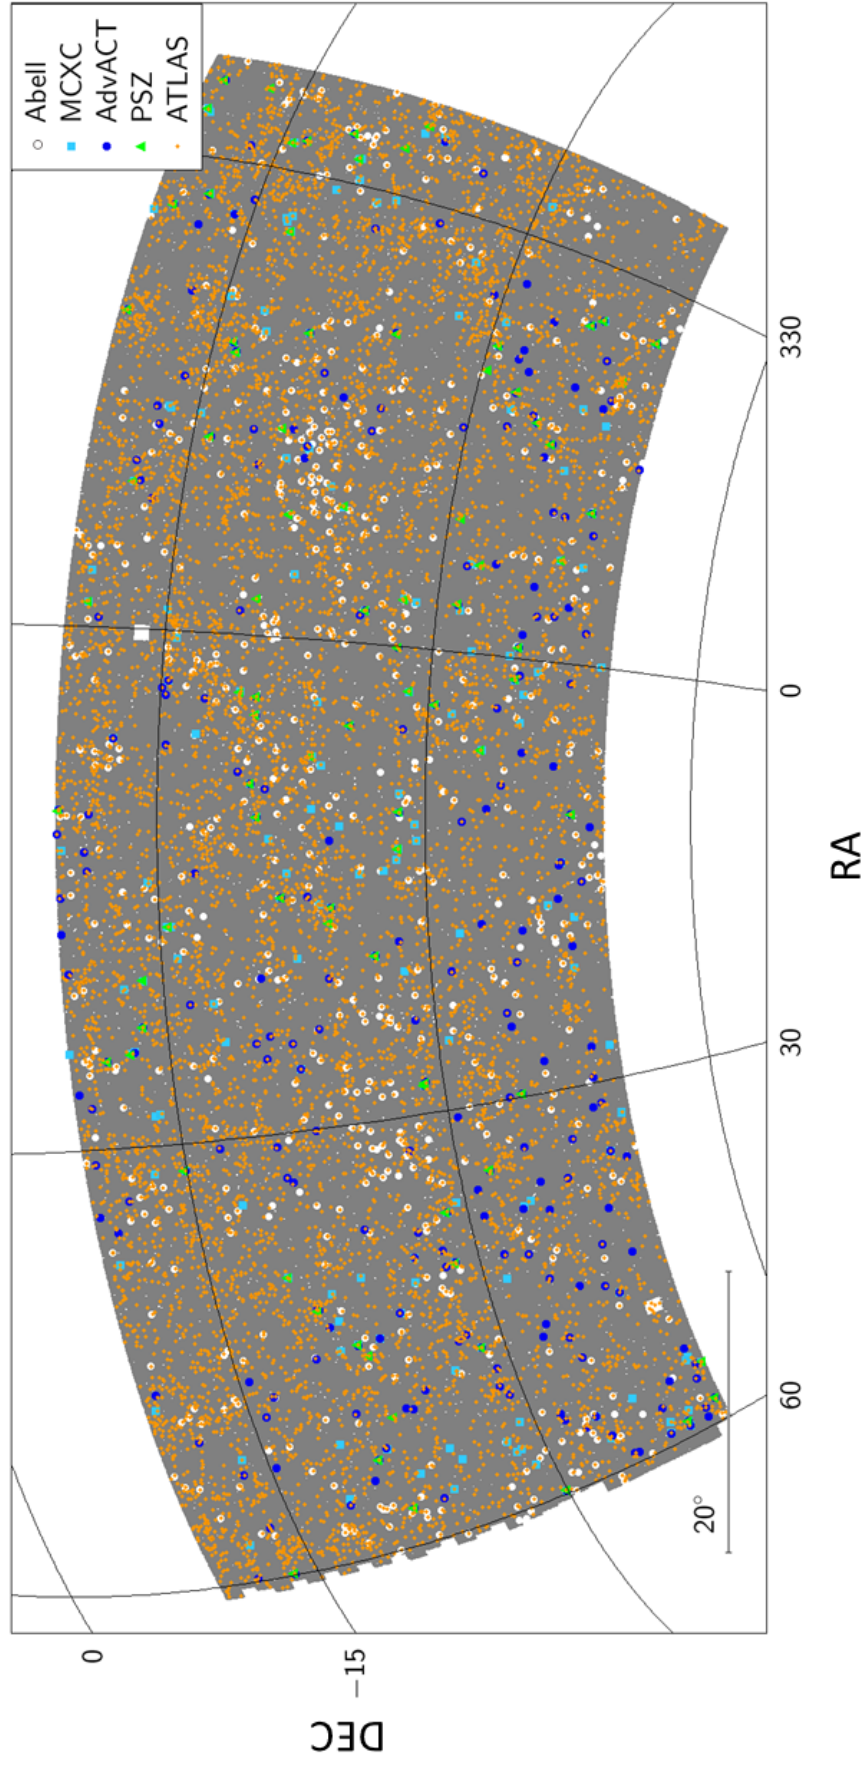 Abell
MCXC
AdvACT
PSZ
ATLAS
330
0
30
60
RA
20°
0
−15
DEC